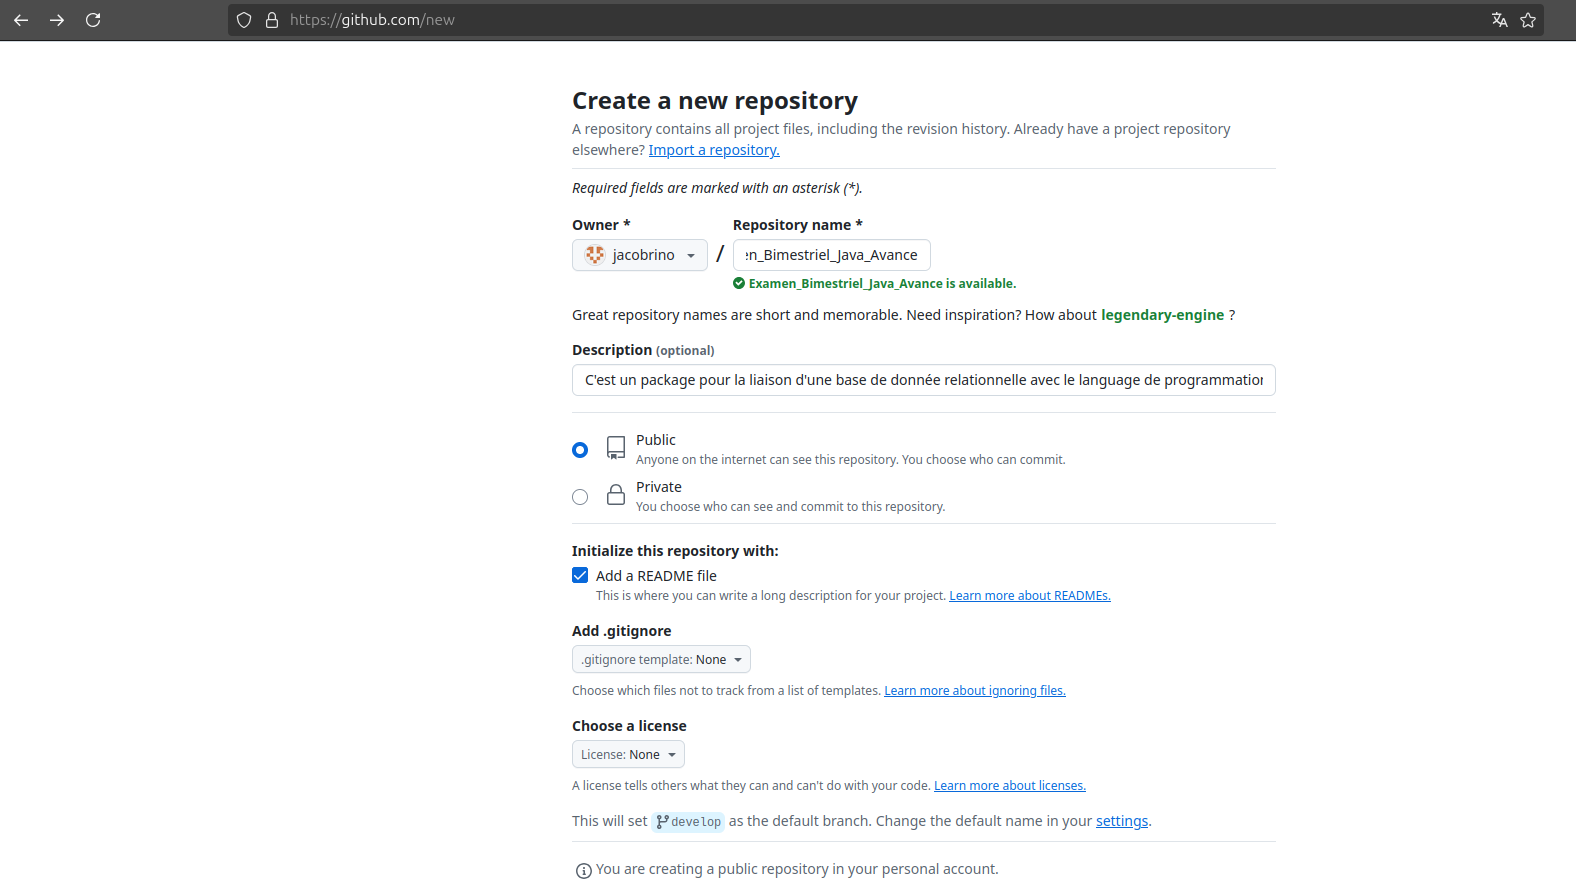 https://github.com/new
Create a new repository
A repository contains all project files, including the revision history. Already have a project repository
elsewhere? Import a repository.
Required fields are marked with an asterisk (*).
Owner *
Repository name *
jacobrino
/
en_Bimestriel_Java_Avance
Examen_Bimestriel_Java_Avance is available.
Great repository names are short and memorable. Need inspiration? How about legendary-engine ?
Description (optional)
C'est un package pour la liaison d'une base de donnée relationnelle avec le language de programmation
Public
Anyone on the internet can see this repository. You choose who can commit.
Private
You choose who can see and commit to this repository.
Initialize this repository with:
Add a README file
This is where you can write a long description for your project. Learn more about READMEs.
Add .gitignore
.gitignore template: None
Choose which files not to track from a list of templates. Learn more about ignoring files.
Choose a license
License: None
A license tells others what they can and can't do with your code. Learn more about licenses.
This will set develop as the default branch. Change the default name in your settings.
You are creating a public repository in your personal account.